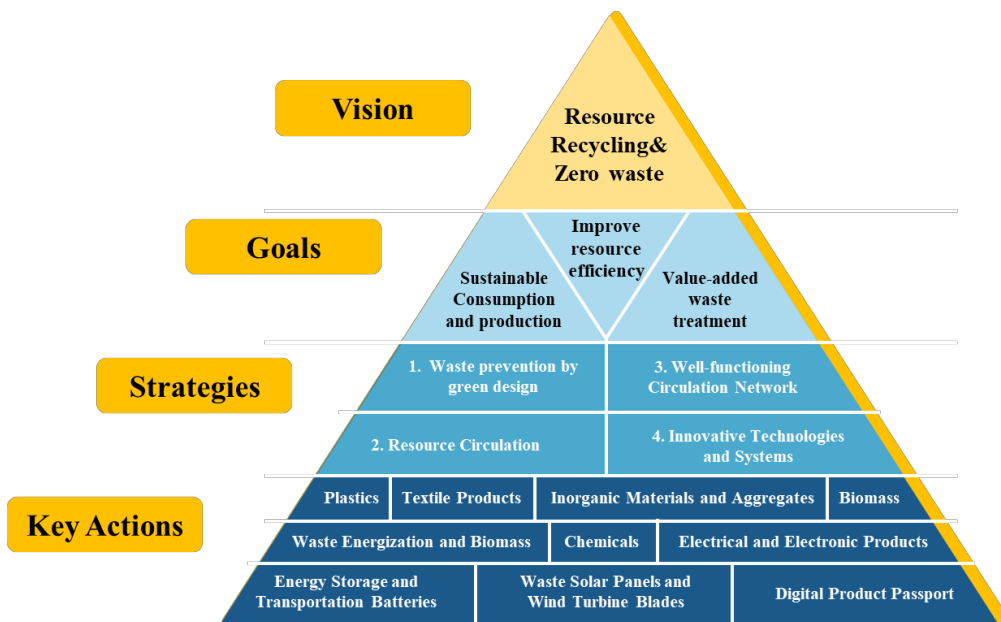 Vision
Resource
Recycling&
Zero waste
Goals
Improve
resource
efficiency
Sustainable
Consumption
and production
Value-added
waste
treatment
Strategies
1. Waste prevention by
green design
3. Well-functioning
Circulation Network
2. Resource Circulation
4. Innovative Technologies
and Systems
Key Actions
Plastics
Textile Products
Inorganic Materials and Aggregates
Biomass
Waste Energization and Biomass
Chemicals
Electrical and Electronic Products
Energy Storage and
Transportation Batteries
Waste Solar Panels and
Wind Turbine Blades
Digital Product Passport